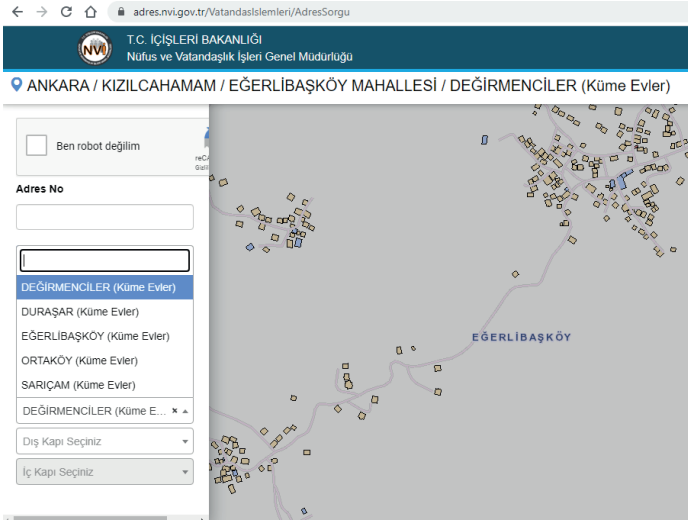 adres.nvi.gov.tr/VatandasIslemleri/AdresSorgu
NVİ
T.C. İÇİŞLERİ BAKANLIĞI
Nüfus ve Vatandaşlık İşleri Genel Müdürlüğü
ANKARA / KIZILCAHAMAM / EĞERLİBAŞKÖY MAHALLESİ / DEĞİRMENCİLER (Küme Evler)
Ben robot değilim
reCA
Gizlil
Adres No
DEĞİRMENCİLER (Küme Evler)
DURAŞAR (Küme Evler)
EĞERLİBAŞKÖY (Küme Evler)
ORTAKÖY (Küme Evler)
SARIÇAM (Küme Evler)
DEĞİRMENCİLER (Küme E...
Dış Kapı Seçiniz
İç Kapı Seçiniz
EĞERLİBAŞKÖY